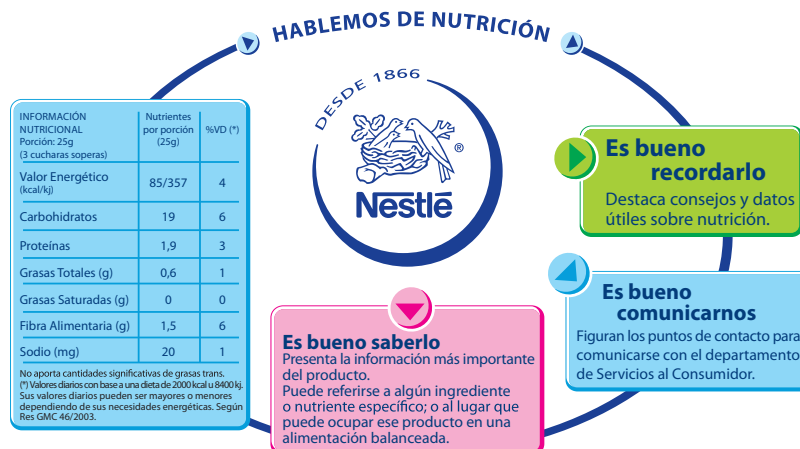 HABLEMOS DE NUTRICIÓN
DESDE 1866
®
Nestlé
INFORMACIÓN
NUTRICIONAL
Porción: 25g
(3 cucharas soperas)
Nutrientes
por porción
(25g)
%VD (*)
Valor Energético
(kcal/kj)
85/357
4
Carbohidratos 19 6
Proteínas 1,9 3
Grasas Totales (g) 0,6 1
Grasas Saturadas (g) 0 0
Fibra Alimentaria (g) 1,5 6
Sodio (mg) 20 1
No aporta cantidades significativas de grasas trans.
(*) Valores diarios con base a una dieta de 2000 kcal u 8400 kj.
Sus valores diarios pueden ser mayores o menores
dependiendo de sus necesidades energéticas. Según
Res GMC 46/2003.
Es bueno saberlo
Presenta la información más importante
del producto.
Puede referirse a algún ingrediente
o nutriente específico; o al lugar que
puede ocupar ese producto en una
alimentación balanceada.
Es bueno
recordarlo
Destaca consejos y datos
útiles sobre nutrición.
Es bueno
comunicarnos
Figuran los puntos de contacto para
comunicarse con el departamento
de Servicios al Consumidor.